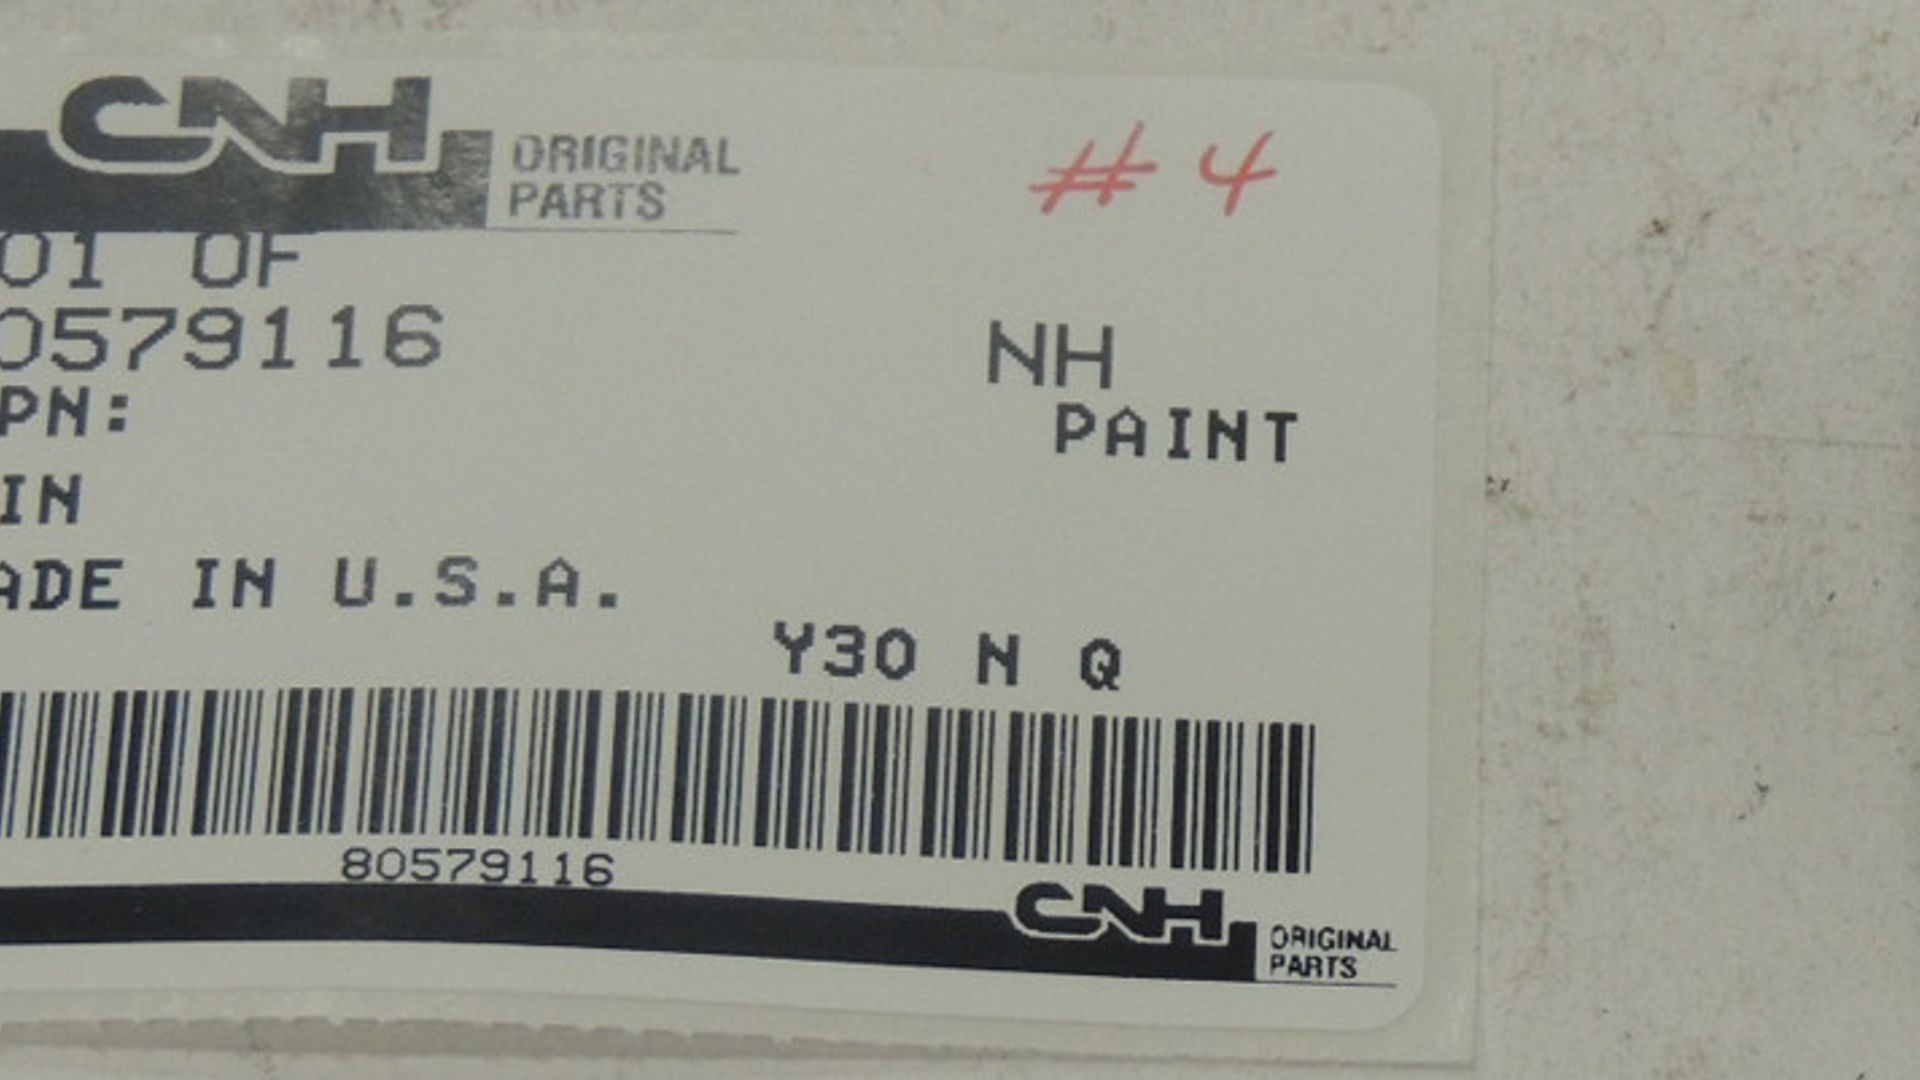 CNH ORIGINAL PARTS
# 4
01 OF
0579116
NH
PN:
PAINT
IN
ADE IN U.S.A.
Y30 N Q
80579116
CNH ORIGINAL PARTS